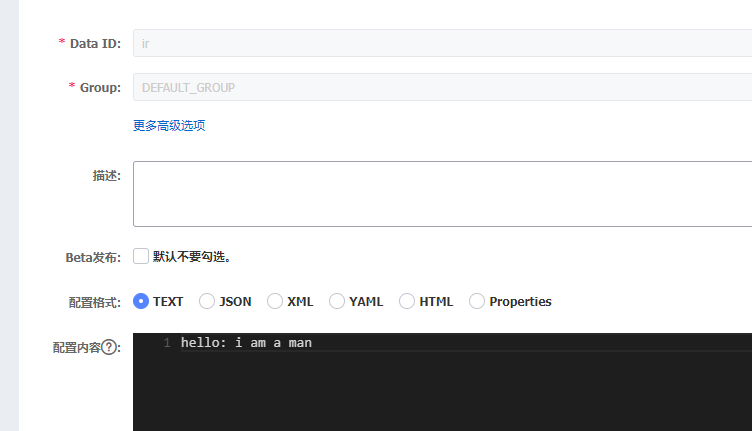 * Data ID: ir
* Group: DEFAULT_GROUP
更多高级选项
描述:
Beta发布: 默认不要勾选。
配置格式: TEXT JSON XML YAML HTML Properties
配置内容?: 1 hello: i am a man